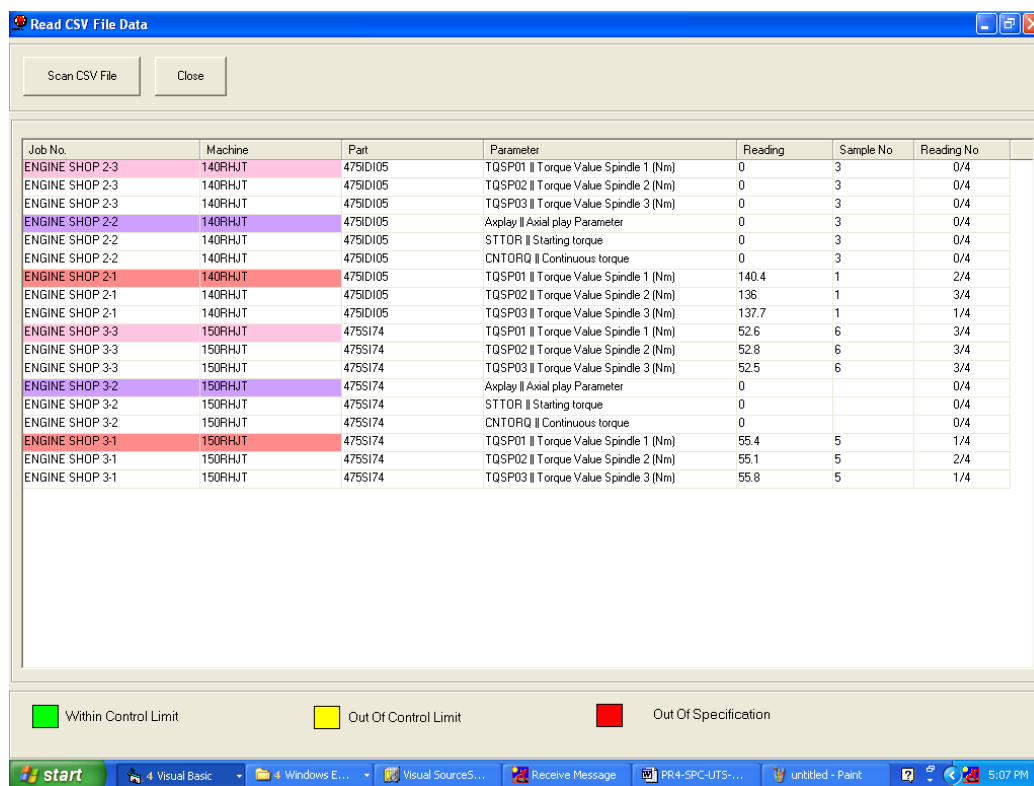 Read CSV File Data
Scan CSV File Close
Job No. Machine Part Parameter Reading Sample No Reading No
ENGINE SHOP 2-3 140RHJT 475IDI05 TQSP01 || Torque Value Spindle 1 (Nm) 0 3 0/4
ENGINE SHOP 2-3 140RHJT 475IDI05 TQSP02 || Torque Value Spindle 2 (Nm) 0 3 0/4
ENGINE SHOP 2-3 140RHJT 475IDI05 TQSP03 || Torque Value Spindle 3 (Nm) 0 3 0/4
ENGINE SHOP 2-2 140RHJT 475IDI05 Axplay || Axial play Parameter 0 3 0/4
ENGINE SHOP 2-2 140RHJT 475IDI05 STTOR || Starting torque 0 3 0/4
ENGINE SHOP 2-2 140RHJT 475IDI05 CNTORQ || Continuous torque 0 3 0/4
ENGINE SHOP 2-1 140RHJT 475IDI05 TQSP01 || Torque Value Spindle 1 (Nm) 140.4 1 2/4
ENGINE SHOP 2-1 140RHJT 475IDI05 TQSP02 || Torque Value Spindle 2 (Nm) 136 1 3/4
ENGINE SHOP 2-1 140RHJT 475IDI05 TQSP03 || Torque Value Spindle 3 (Nm) 137.7 1 1/4
ENGINE SHOP 3-3 150RHJT 475SI74 TQSP01 || Torque Value Spindle 1 (Nm) 52.6 6 3/4
ENGINE SHOP 3-3 150RHJT 475SI74 TQSP02 || Torque Value Spindle 2 (Nm) 52.8 6 3/4
ENGINE SHOP 3-3 150RHJT 475SI74 TQSP03 || Torque Value Spindle 3 (Nm) 52.5 6 3/4
ENGINE SHOP 3-2 150RHJT 475SI74 Axplay || Axial play Parameter 0 0/4
ENGINE SHOP 3-2 150RHJT 475SI74 STTOR || Starting torque 0 0/4
ENGINE SHOP 3-2 150RHJT 475SI74 CNTORQ || Continuous torque 0 0/4
ENGINE SHOP 3-1 150RHJT 475SI74 TQSP01 || Torque Value Spindle 1 (Nm) 55.4 5 1/4
ENGINE SHOP 3-1 150RHJT 475SI74 TQSP02 || Torque Value Spindle 2 (Nm) 55.1 5 2/4
ENGINE SHOP 3-1 150RHJT 475SI74 TQSP03 || Torque Value Spindle 3 (Nm) 55.8 5 1/4
Within Control Limit Out Of Control Limit Out Of Specification
start 4 Visual Basic 4 Windows E... Visual SourceS... Receive Message PR4-SPC-UTS-... untitled - Paint 5:07 PM